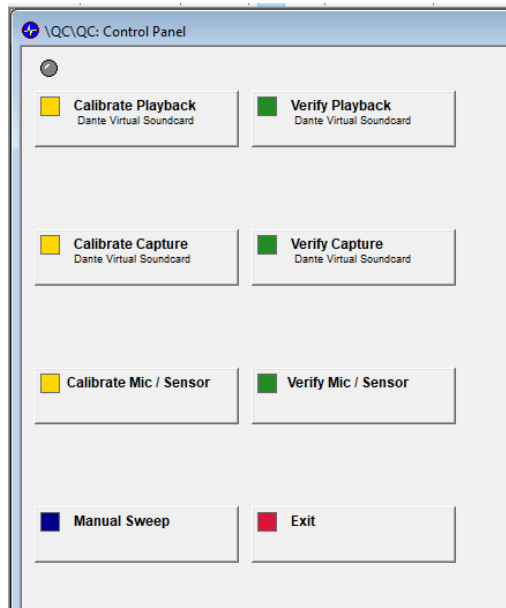 \QC\QC: Control Panel
Calibrate Playback
Dante Virtual Soundcard
Verify Playback
Dante Virtual Soundcard
Calibrate Capture
Dante Virtual Soundcard
Verify Capture
Dante Virtual Soundcard
Calibrate Mic / Sensor
Verify Mic / Sensor
Manual Sweep
Exit